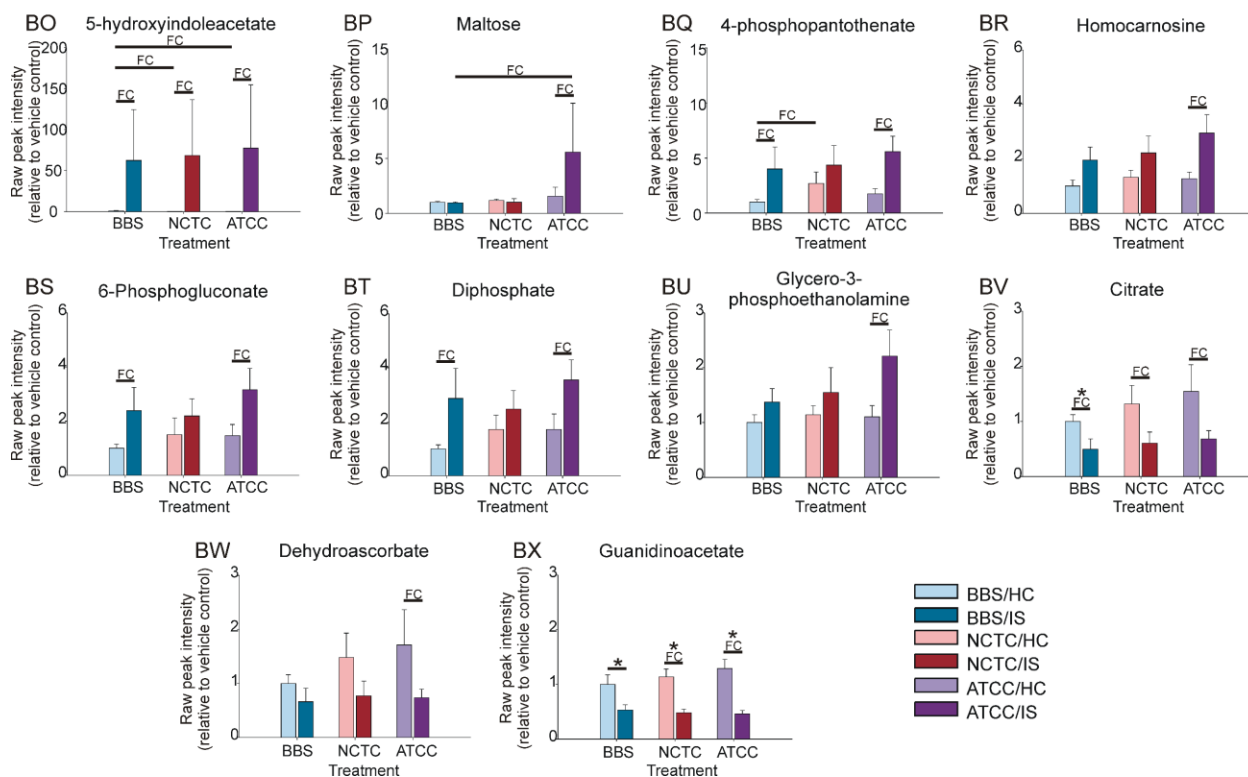 BO
5-hydroxyindoleacetate
Raw peak intensity
(relative to vehicle control)
200
150
100
50
0
FC
FC
FC
FC
FC
BBS
NCTC
ATCC
Treatment
BP
Maltose
Raw peak intensity
(relative to vehicle control)
15
10
5
0
FC
FC
BBS
NCTC
ATCC
Treatment
BQ
4-phosphopantothenate
Raw peak intensity
(relative to vehicle control)
15
10
5
0
FC
FC
FC
BBS
NCTC
ATCC
Treatment
BR
Homocarnosine
Raw peak intensity
(relative to vehicle control)
6
4
2
0
FC
BBS
NCTC
ATCC
Treatment
BS
6-Phosphogluconate
Raw peak intensity
(relative to vehicle control)
6
4
2
0
FC
FC
BBS
NCTC
ATCC
Treatment
BT
Diphosphate
Raw peak intensity
(relative to vehicle control)
6
4
2
0
FC
FC
BBS
NCTC
ATCC
Treatment
BU
Glycero-3-
phosphoethanolamine
Raw peak intensity
(relative to vehicle control)
3
2
1
0
FC
BBS
NCTC
ATCC
Treatment
BV
Citrate
Raw peak intensity
(relative to vehicle control)
3
2
1
0
*
FC
FC
FC
BBS
NCTC
ATCC
Treatment
BW
Dehydroascorbate
Raw peak intensity
(relative to vehicle control)
3
2
1
0
FC
BBS
NCTC
ATCC
Treatment
BX
Guanidinoacetate
Raw peak intensity
(relative to vehicle control)
3
2
1
0
*
*
FC
*
FC
BBS
NCTC
ATCC
Treatment
BBS/HC
BBS/IS
NCTC/HC
NCTC/IS
ATCC/HC
ATCC/IS